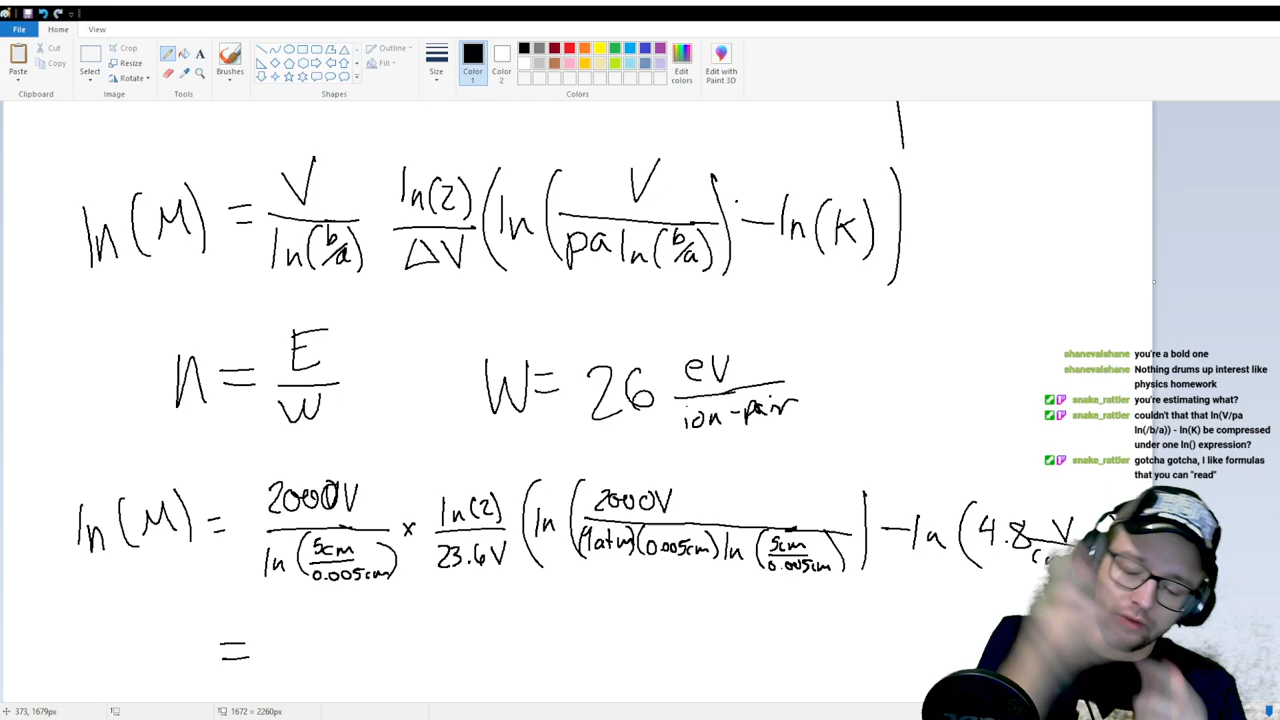 File Home View
Paste Cut Copy Select Crop Resize Rotate Brushes Outline Fill Size Color 1 Color 2 Edit colors Edit with Paint 3D
Clipboard Image Tools Shapes Colors
ln(M) = V/ln(b/a) ln(2)/ΔV (ln(V/(pa ln(b/a))) - ln(K))
n = E/W W = 26 eV/ion-pair
ln(M) = 2000V/ln(5cm/0.005cm) × ln(2)/23.6V (ln(2000V/((1atm)(0.005cm)ln(5cm/0.005cm))) - ln(4.8 V
=
shanevalshane you're a bold one
shanevalshane Nothing drums up interest like
physics homework
snake_rattler you're estimating what?
snake_rattler couldn't that that ln(V/pa
ln(/b/a)) - ln(K) be compressed
under one ln() expression?
snake_rattler gotcha gotcha, I like formulas
that you can "read"
373, 1679px 1672 × 2260px